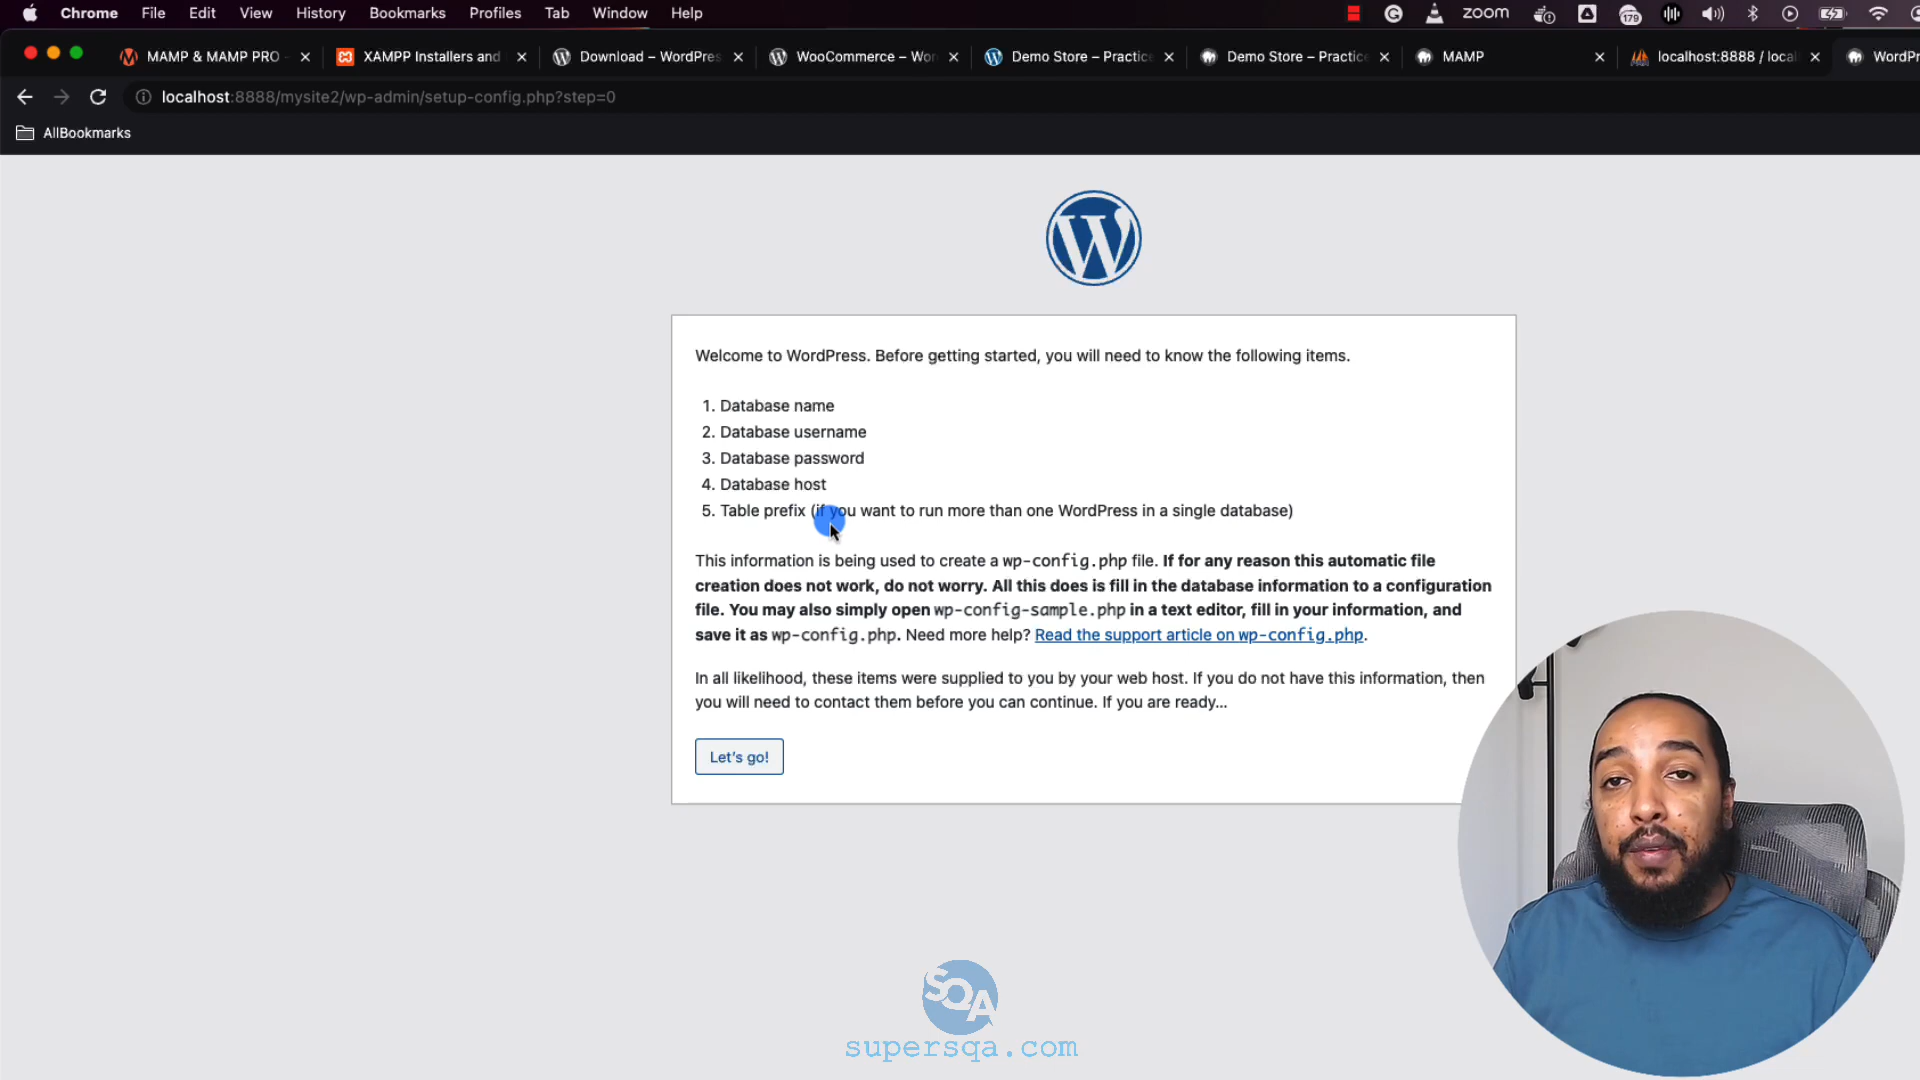 Chrome File Edit View History Bookmarks Profiles Tab Window Help zoom 179
MAMP & MAMP PRO XAMPP Installers and Download – WordPres WooCommerce – Wor Demo Store – Practice Demo Store – Practice MAMP localhost:8888 / local WordPr
localhost:8888/mysite2/wp-admin/setup-config.php?step=0
AllBookmarks
Welcome to WordPress. Before getting started, you will need to know the following items.
1. Database name
2. Database username
3. Database password
4. Database host
5. Table prefix (if you want to run more than one WordPress in a single database)
This information is being used to create a wp-config.php file. If for any reason this automatic file
creation does not work, do not worry. All this does is fill in the database information to a configuration
file. You may also simply open wp-config-sample.php in a text editor, fill in your information, and
save it as wp-config.php. Need more help? Read the support article on wp-config.php.
In all likelihood, these items were supplied to you by your web host. If you do not have this information, then
you will need to contact them before you can continue. If you are ready…
Let's go!
SQA
supersqa.com